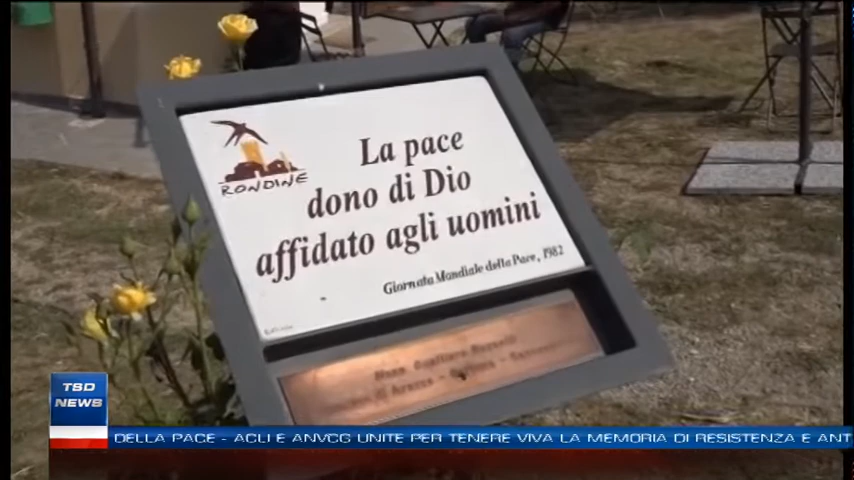 RONDINE
La pace
dono di Dio
affidato agli uomini
Giornata Mondiale della Pace, 1982
TBD
NEWS
DELLA PACE - ACLI E ANVCG UNITE PER TENERE VIVA LA MEMORIA DI RESISTENZA E ANT